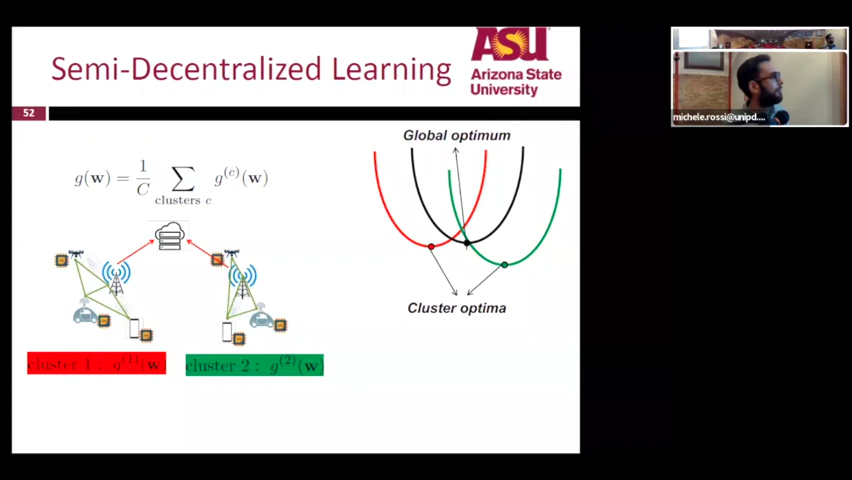 Semi-Decentralized Learning
ASU
Arizona State
University
52
g(w) = 1/C ∑ clusters c g^(c)(w)
Global optimum
Cluster optima
cluster 1 : g^(1)(w)
cluster 2 : g^(2)(w)
michele.rossi@unipd....